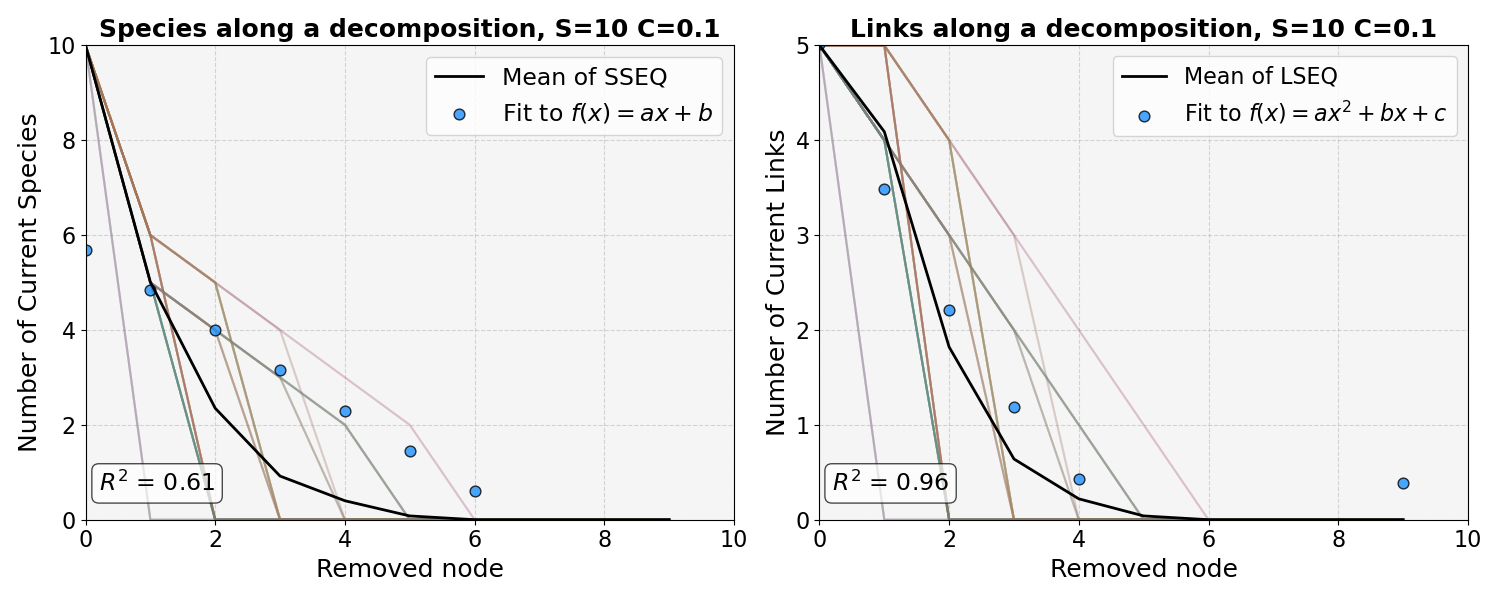 Species along a decomposition, S=10 C=0.1
Number of Current Species
10
8
6
4
2
0
Mean of SSEQ
Fit to f(x) = ax + b
R² = 0.61
0 2 4 6 8 10
Removed node
Links along a decomposition, S=10 C=0.1
Number of Current Links
5
4
3
2
1
0
Mean of LSEQ
Fit to f(x) = ax² + bx + c
R² = 0.96
0 2 4 6 8 10
Removed node